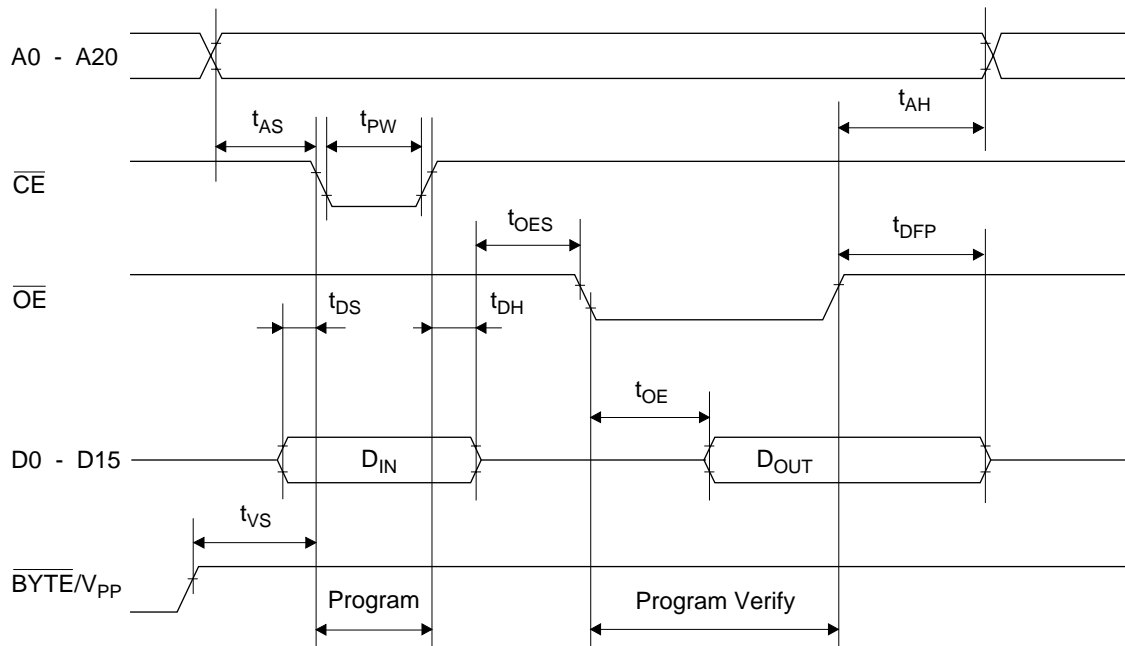 A0 - A20
tAS
tPW
tAH
CE
tOES
tDFP
OE
tDS
tDH
tOE
D0 - D15
DIN
DOUT
tVS
BYTE/VPP
Program
Program Verify